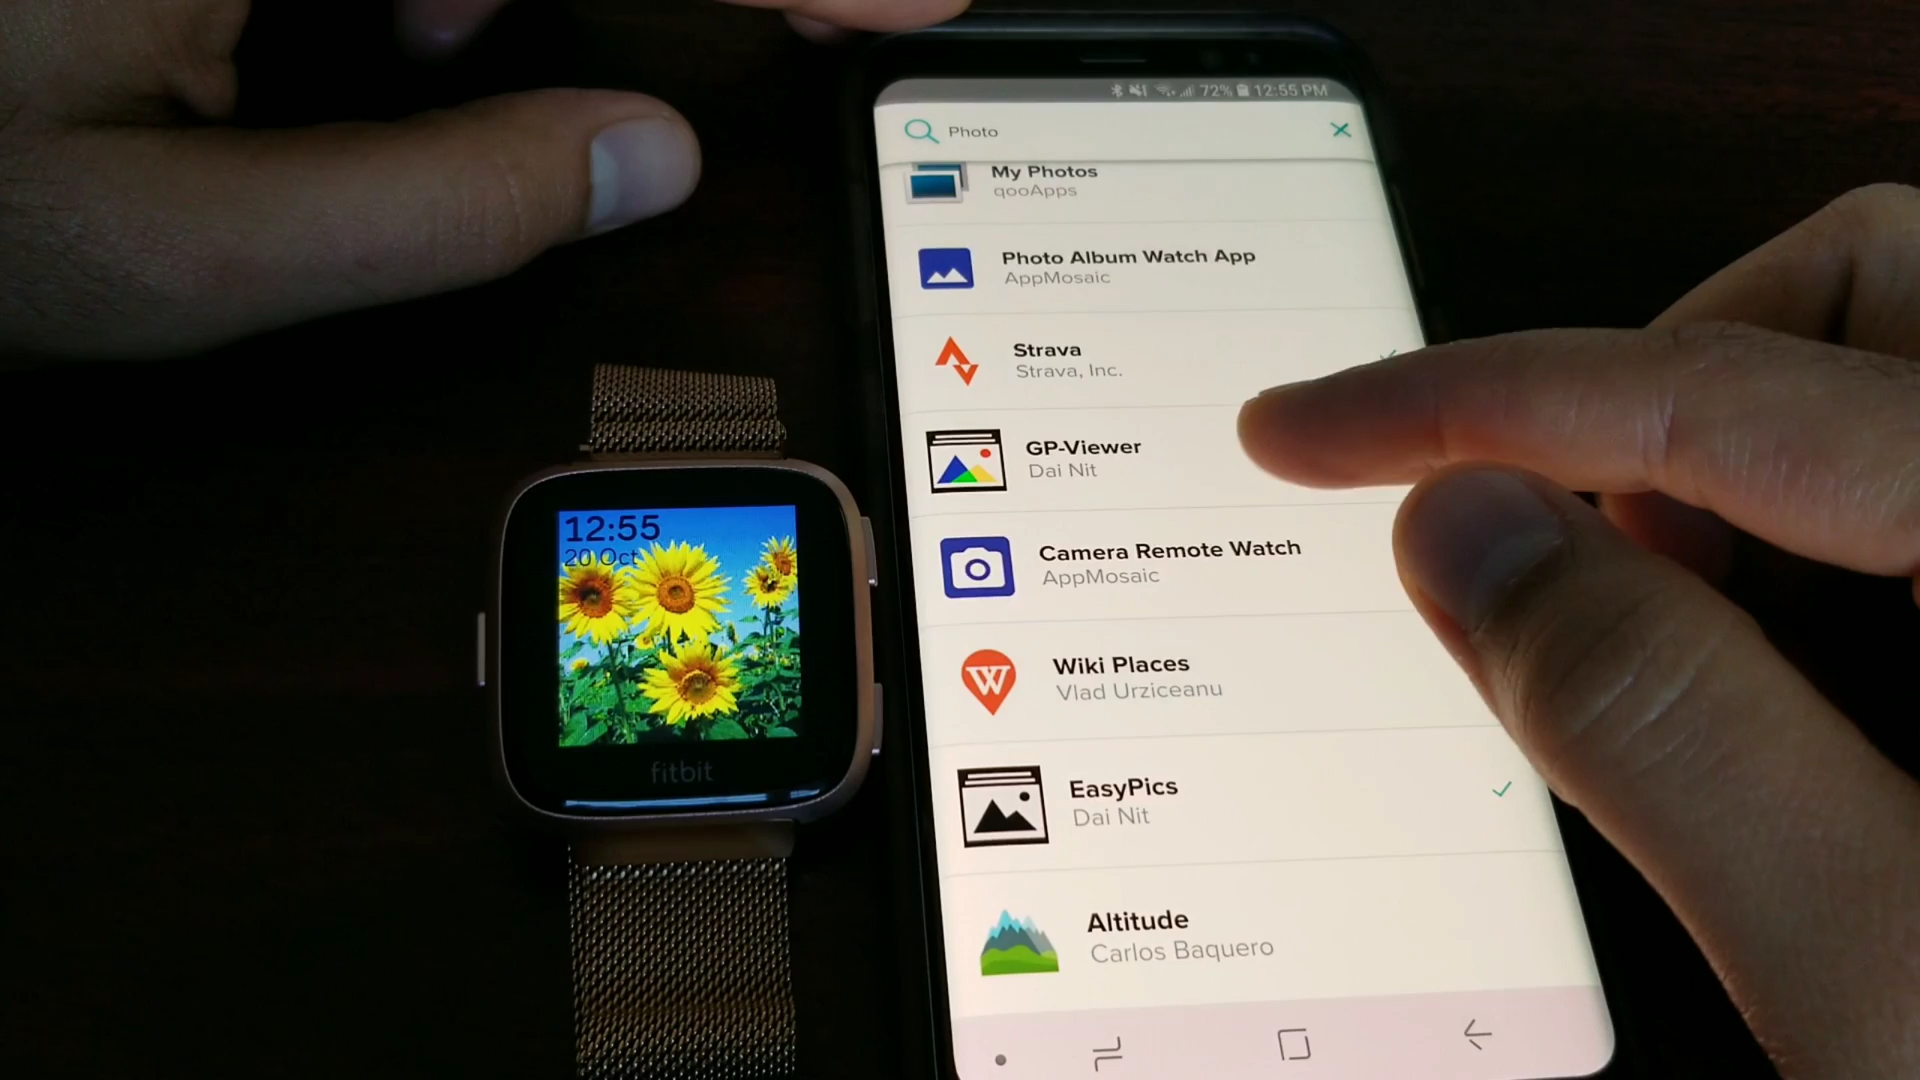 72% 12:55 PM
Photo
My Photos
qooApps
Photo Album Watch App
AppMosaic
Strava
Strava, Inc.
GP-Viewer
Dai Nit
Camera Remote Watch
AppMosaic
W
Wiki Places
Vlad Urziceanu
EasyPics
Dai Nit
Altitude
Carlos Baquero
12:55
20 Oct
fitbit